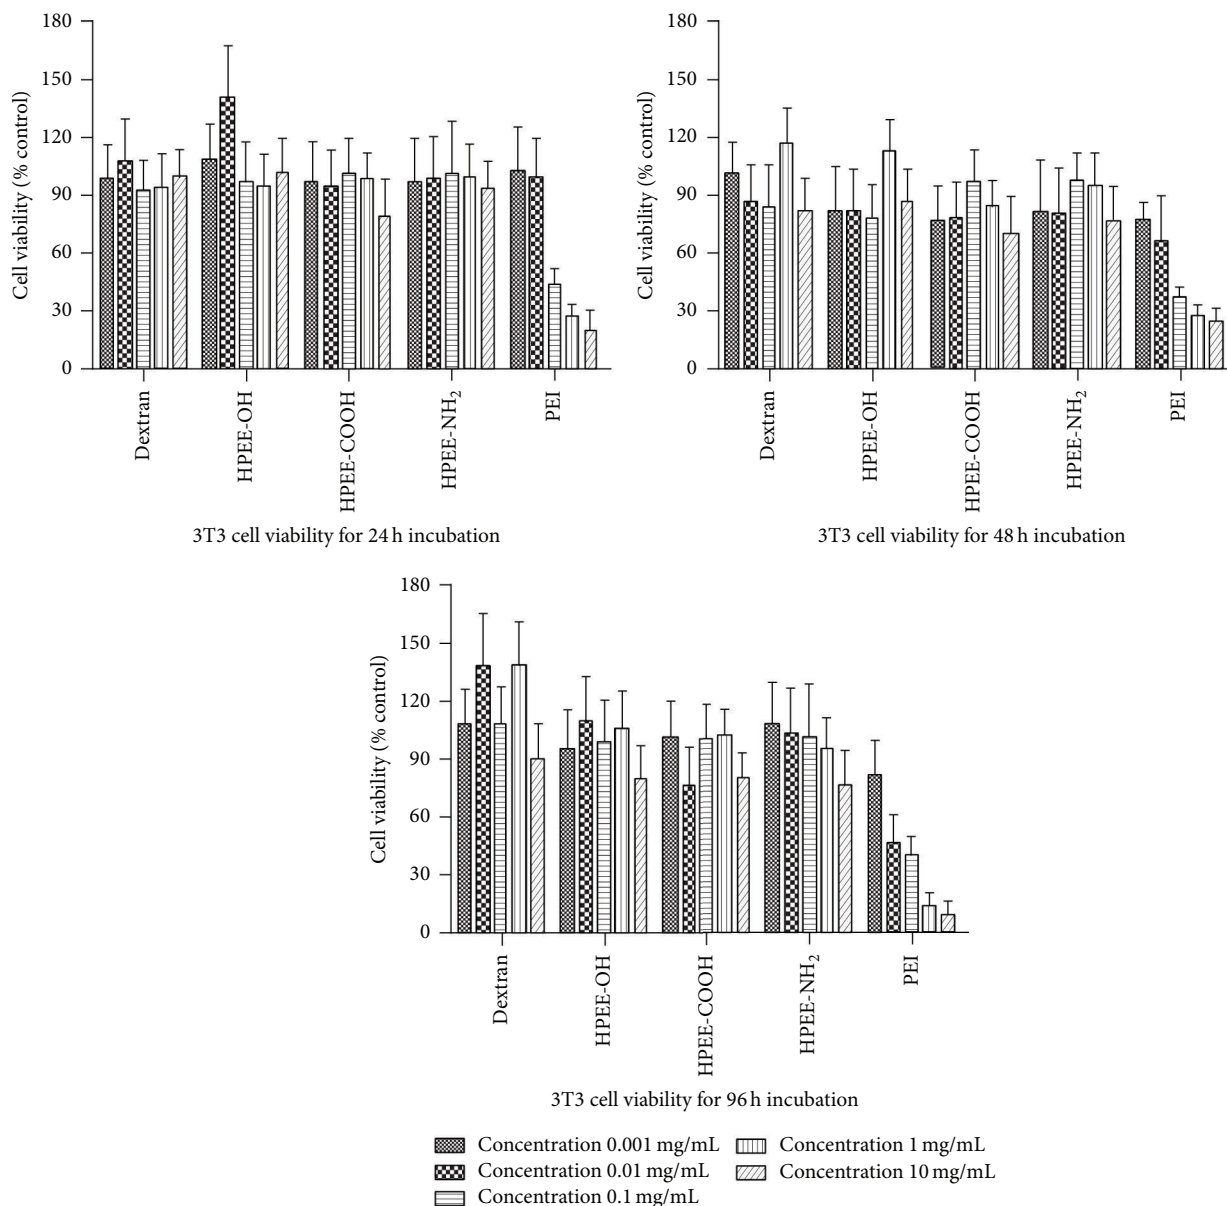 180
150
120
90
60
30
0
Cell viability (% control)
Dextran
HPEE-OH
HPEE-COOH
HPEE-NH₂
PEI
3T3 cell viability for 24 h incubation
180
150
120
90
60
30
0
Cell viability (% control)
Dextran
HPEE-OH
HPEE-COOH
HPEE-NH₂
PEI
3T3 cell viability for 48 h incubation
180
150
120
90
60
30
0
Cell viability (% control)
Dextran
HPEE-OH
HPEE-COOH
HPEE-NH₂
PEI
3T3 cell viability for 96 h incubation
Concentration 0.001 mg/mL
Concentration 0.01 mg/mL
Concentration 0.1 mg/mL
Concentration 1 mg/mL
Concentration 10 mg/mL